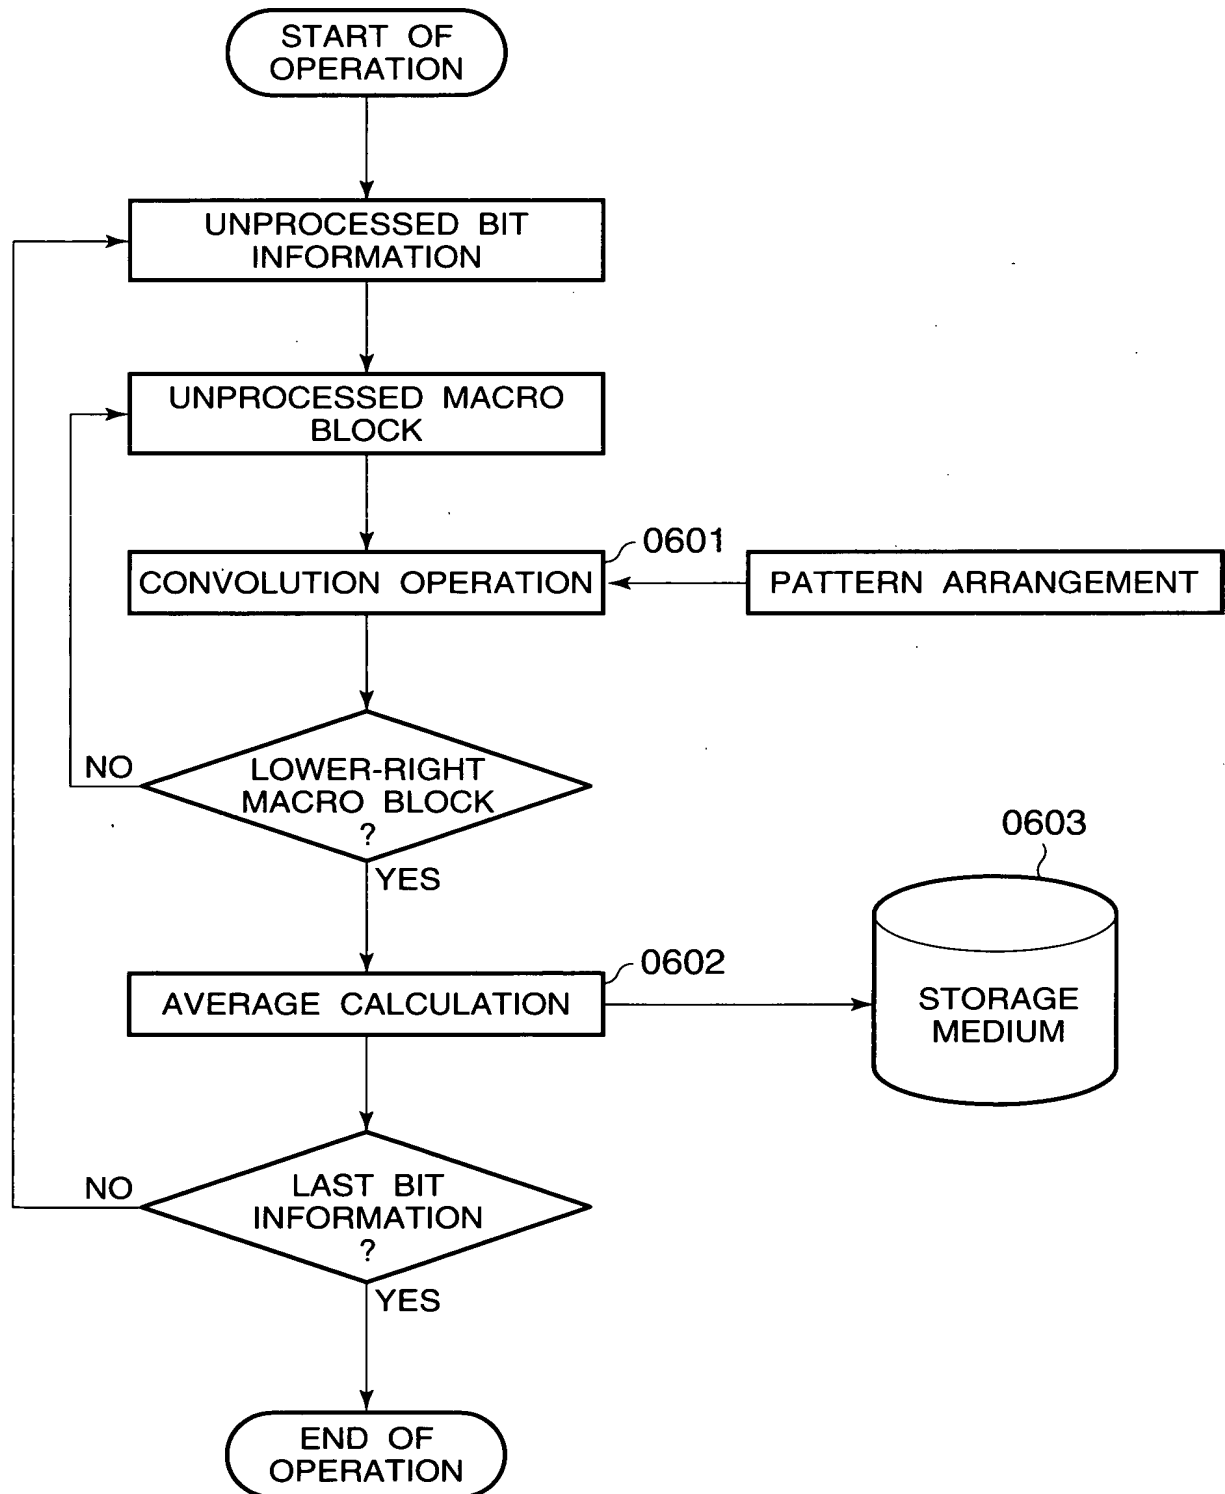 START OF
OPERATION
UNPROCESSED BIT
INFORMATION
UNPROCESSED MACRO
BLOCK
0601
CONVOLUTION OPERATION
PATTERN ARRANGEMENT
NO
LOWER-RIGHT
MACRO BLOCK
?
YES
0603
0602
AVERAGE CALCULATION
STORAGE
MEDIUM
NO
LAST BIT
INFORMATION
?
YES
END OF
OPERATION